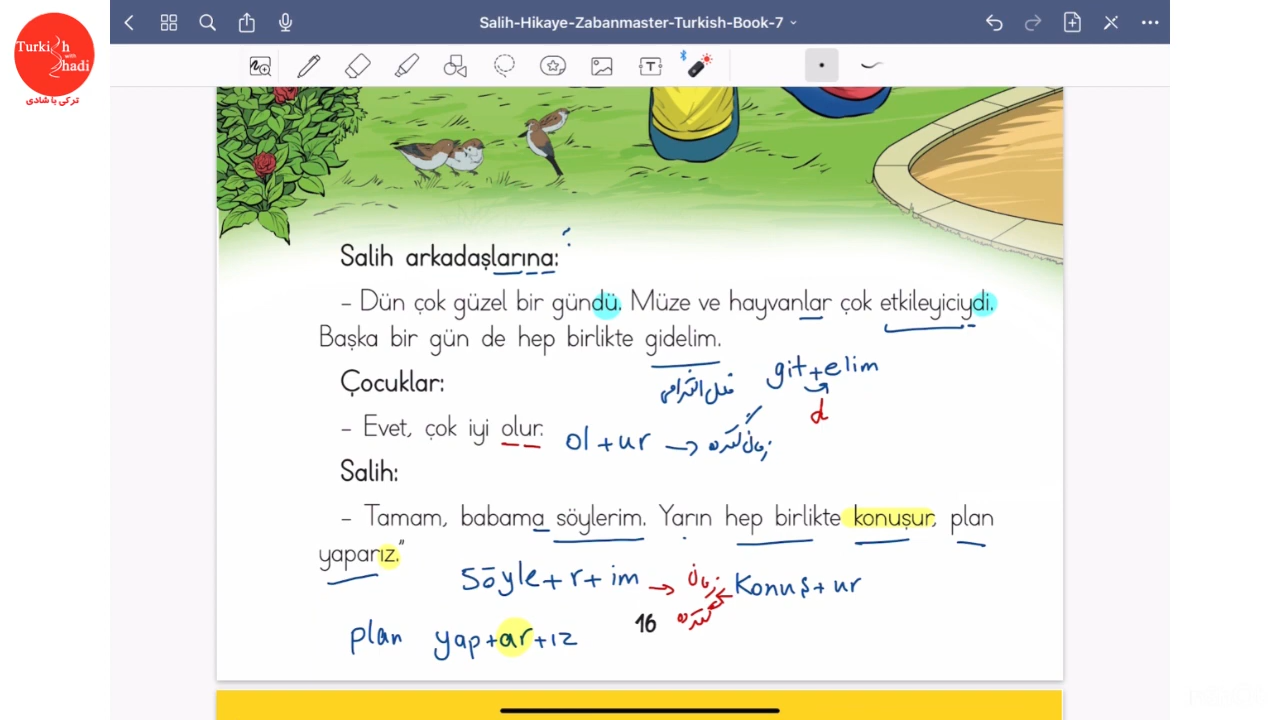 Turkish
with
Shadi
ترکی با شادی
Salih-Hikaye-Zabanmaster-Turkish-Book-7
Salih arkadaşlarına:
– Dün çok güzel bir gündü. Müze ve hayvanlar çok etkileyiciydi.
Başka bir gün de hep birlikte gidelim.
git+elim
d
Çocuklar:
– Evet, çok iyi olur.
ol+ur →
Salih:
– Tamam, babama söylerim. Yarın hep birlikte konuşur, plan
yaparız."
söyle+r+im → زمان
Konuş+ur
16
plan yap+ar+ız